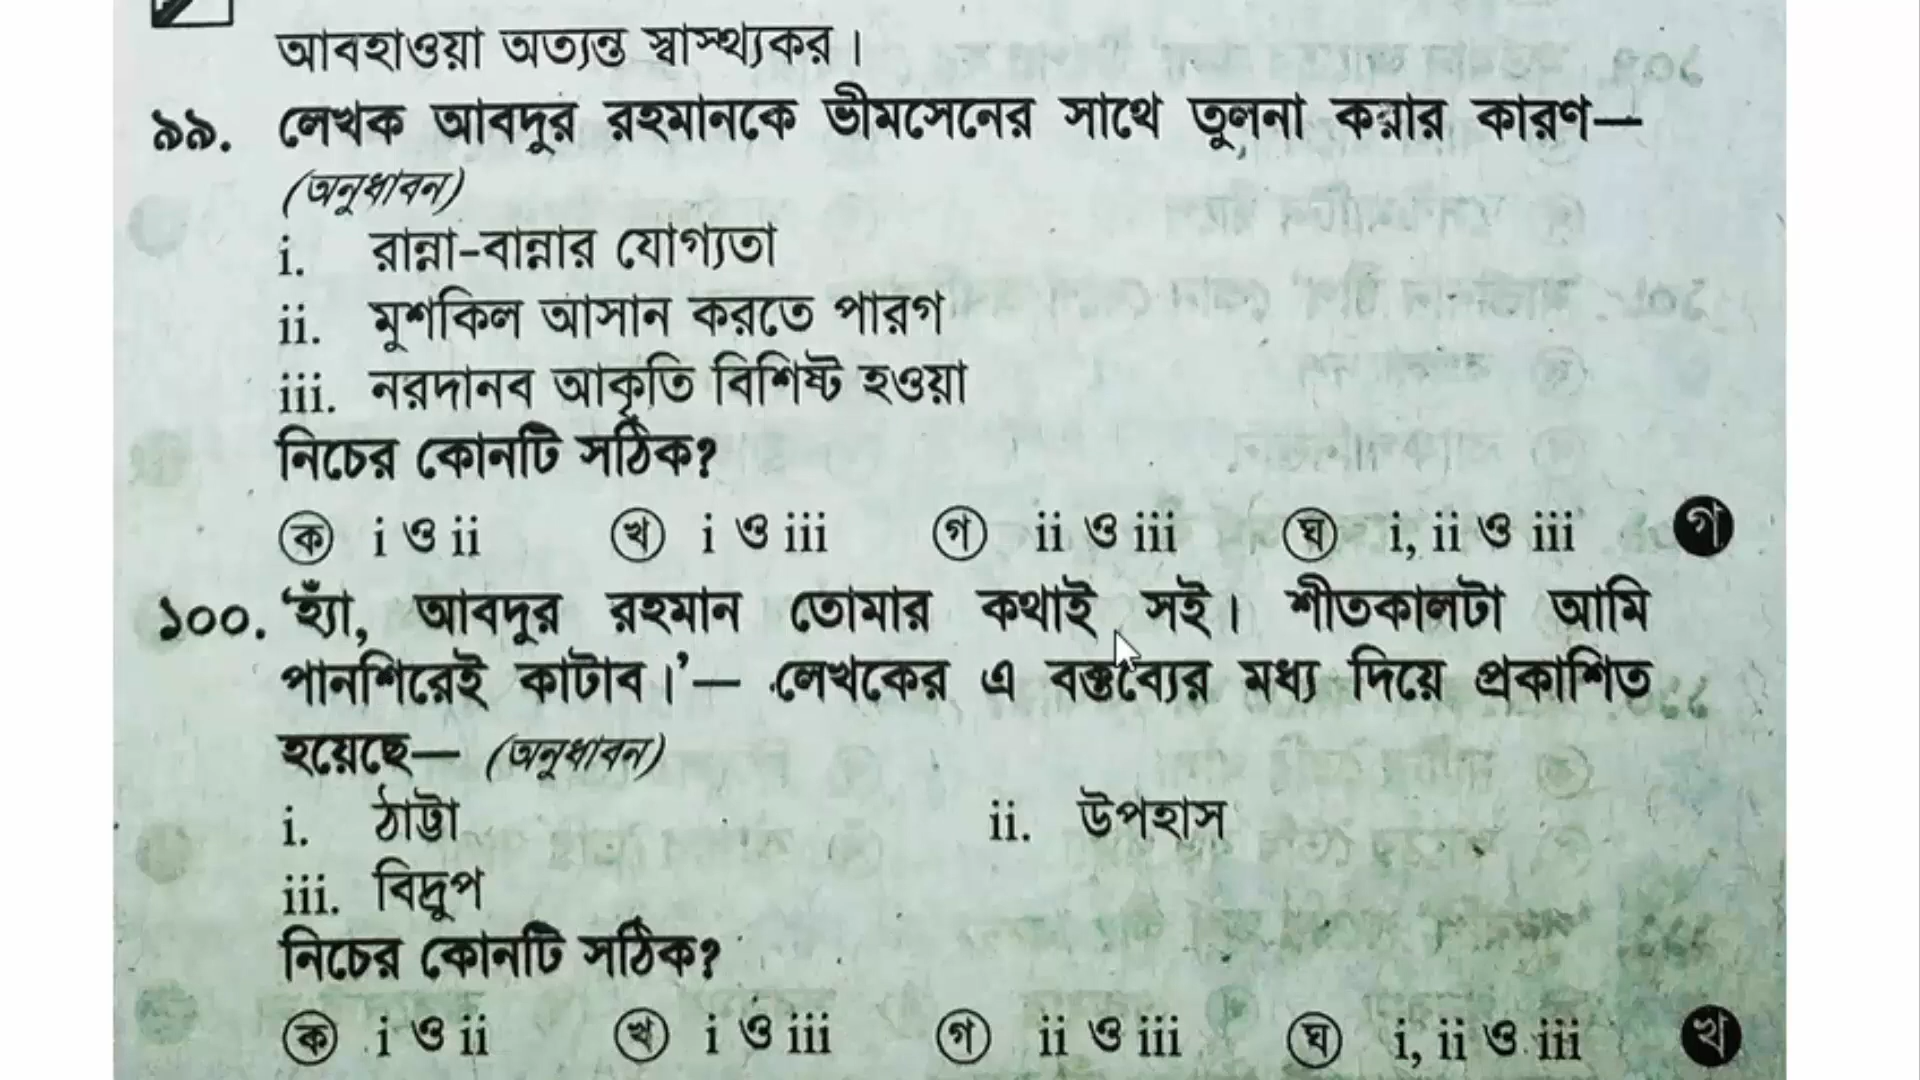 আবহাওয়া অত্যন্ত স্বাস্থ্যকর।
৯৯. লেখক আবদুর রহমানকে ভীমসেনের সাথে তুলনা করার কারণ—
(অনুধাবন)
i. রান্না-বান্নার যোগ্যতা
ii. মুশকিল আসান করতে পারগ
iii. নরদানব আকৃতি বিশিষ্ট হওয়া
নিচের কোনটি সঠিক?
ক i ও ii খ i ও iii গ ii ও iii ঘ i, ii ও iii গ
১০০. ‘হ্যাঁ, আবদুর রহমান তোমার কথাই সই। শীতকালটা আমি
পানশিরেই কাটাব।’— লেখকের এ বক্তব্যের মধ্য দিয়ে প্রকাশিত
হয়েছে— (অনুধাবন)
i. ঠাট্টা ii. উপহাস
iii. বিদ্রুপ
নিচের কোনটি সঠিক?
ক i ও ii খ i ও iii গ ii ও iii ঘ i, ii ও iii খ